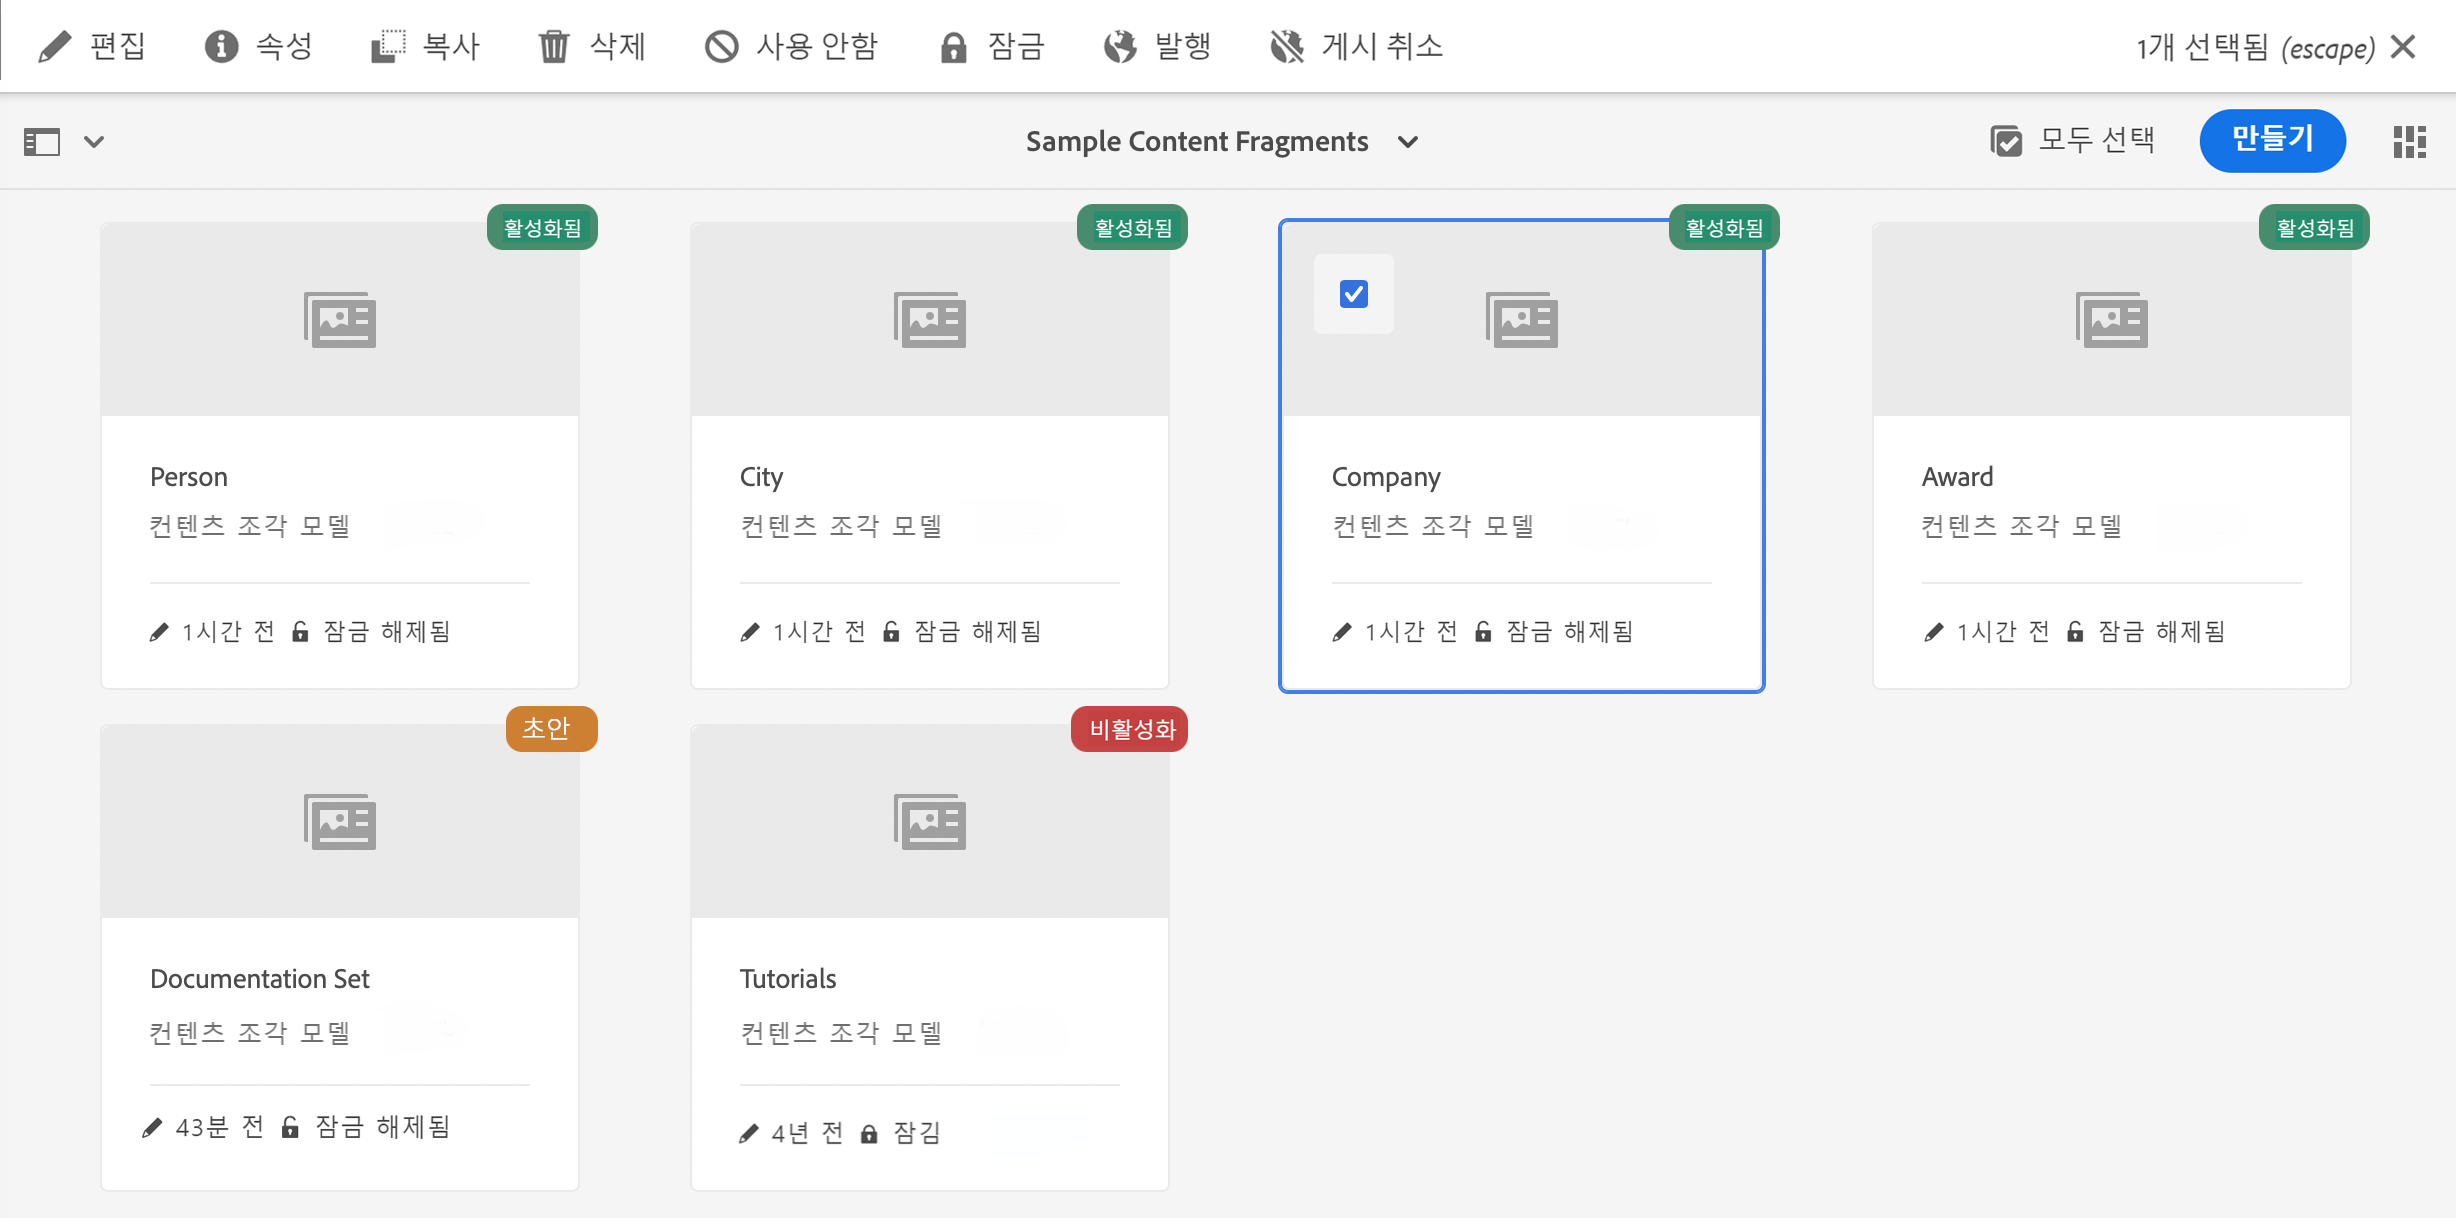 편집 속성 복사 삭제 사용 안함 잠금 발행 게시 취소 1개 선택됨 (escape)
Sample Content Fragments 모두 선택 만들기
활성화됨 활성화됨 활성화됨 활성화됨
Person City Company Award
컨텐츠 조각 모델 컨텐츠 조각 모델 컨텐츠 조각 모델 컨텐츠 조각 모델
1시간 전 잠금 해제됨 1시간 전 잠금 해제됨 1시간 전 잠금 해제됨 1시간 전 잠금 해제됨
초안 비활성화
Documentation Set Tutorials
컨텐츠 조각 모델 컨텐츠 조각 모델
43분 전 잠금 해제됨 4년 전 잠김